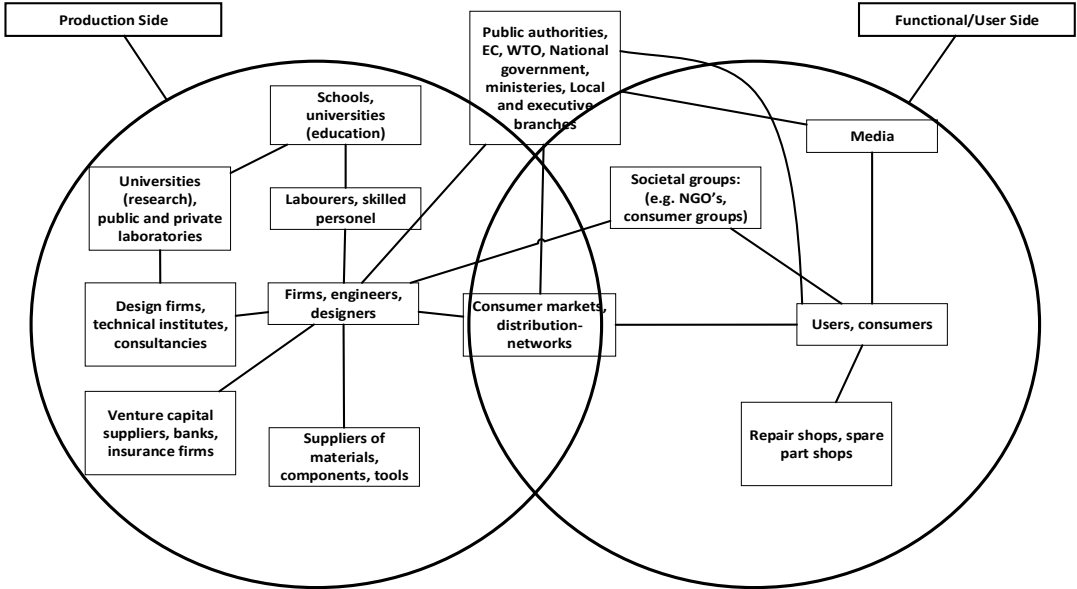 Production Side
Public authorities,
EC, WTO, National
government,
ministeries, Local
and executive
branches
Functional/User Side
Schools,
universities
(education)
Media
Universities
(research),
public and private
laboratories
Labourers, skilled
personel
Societal groups:
(e.g. NGO's,
consumer groups)
Design firms,
technical institutes,
consultancies
Firms, engineers,
designers
Consumer markets,
distribution-
networks
Users, consumers
Venture capital
suppliers, banks,
insurance firms
Suppliers of
materials,
components, tools
Repair shops, spare
part shops